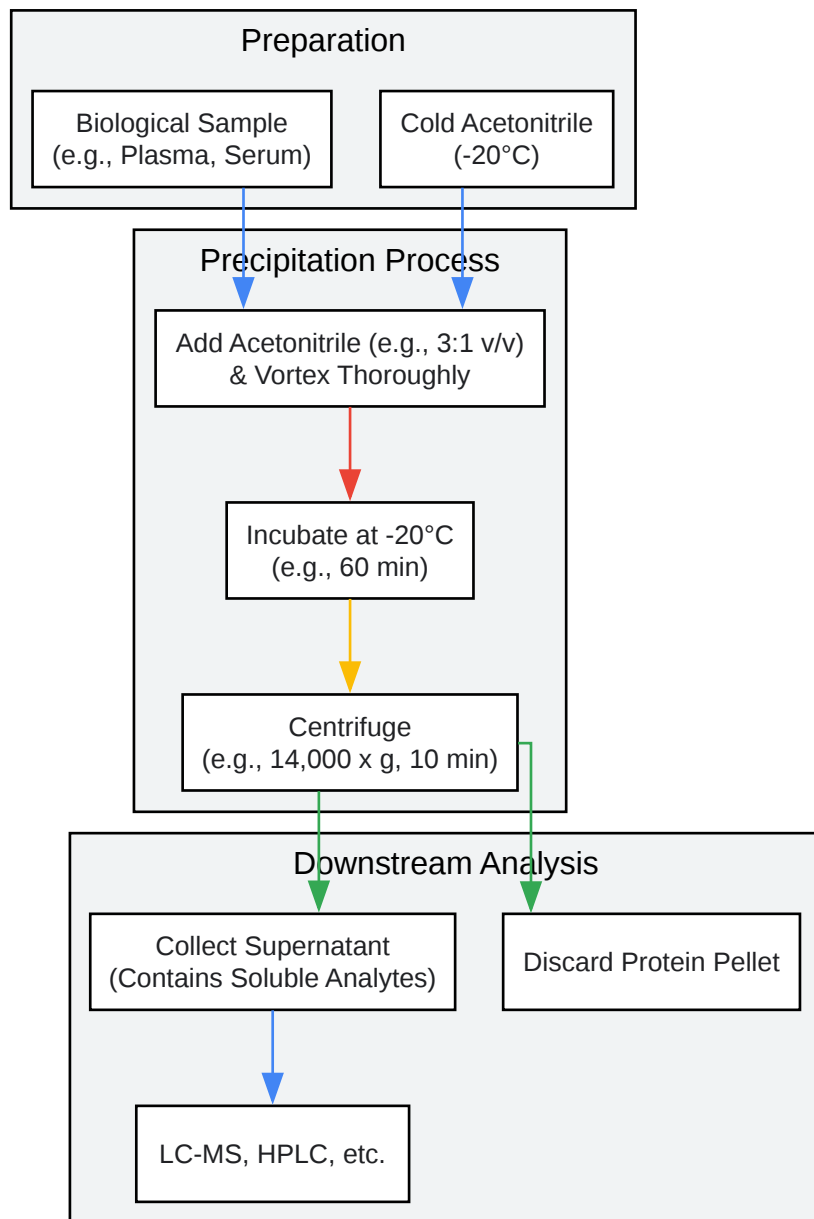 Preparation
Biological Sample
(e.g., Plasma, Serum)
Cold Acetonitrile
(-20°C)
Precipitation Process
Add Acetonitrile (e.g., 3:1 v/v)
& Vortex Thoroughly
Incubate at -20°C
(e.g., 60 min)
Centrifuge
(e.g., 14,000 x g, 10 min)
Downstream Analysis
Collect Supernatant
(Contains Soluble Analytes)
Discard Protein Pellet
LC-MS, HPLC, etc.